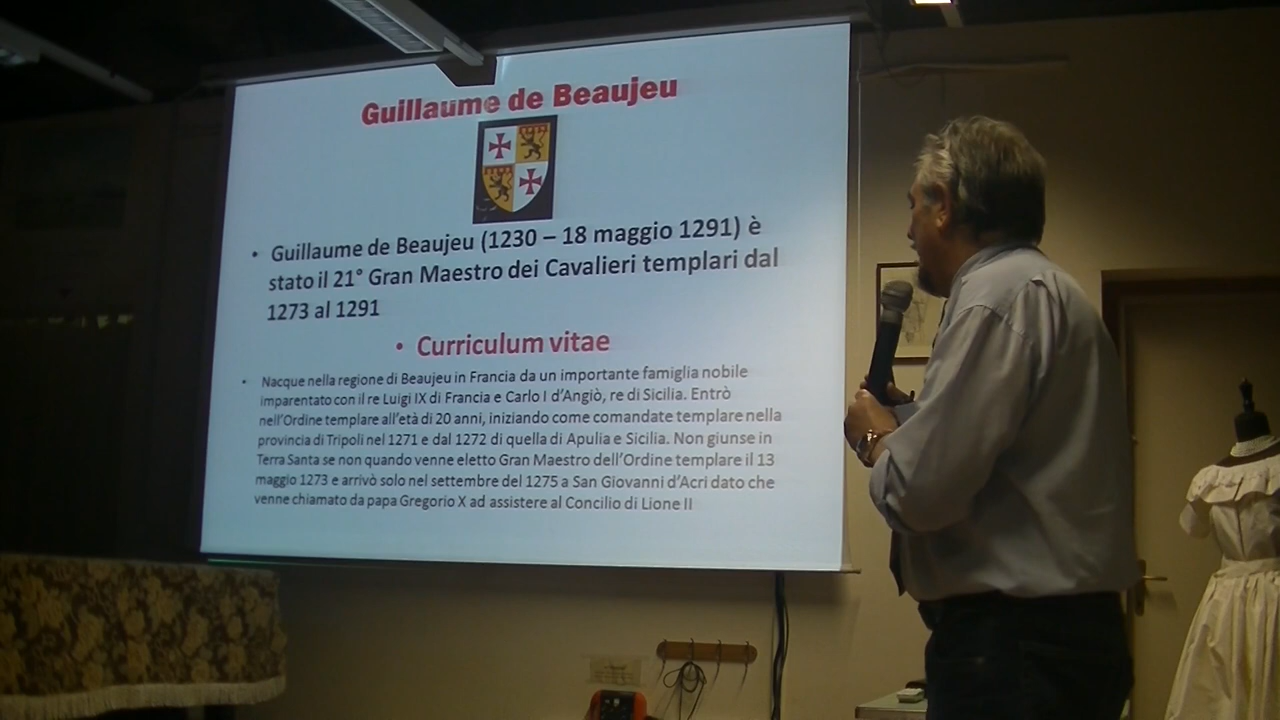 Guillaume de Beaujeu
• Guillaume de Beaujeu (1230 – 18 maggio 1291) è
stato il 21° Gran Maestro dei Cavalieri templari dal
1273 al 1291
• Curriculum vitae
• Nacque nella regione di Beaujeu in Francia da un importante famiglia nobile
imparentato con il re Luigi IX di Francia e Carlo I d'Angiò, re di Sicilia. Entrò
nell'Ordine templare all'età di 20 anni, iniziando come comandate templare nella
provincia di Tripoli nel 1271 e dal 1272 di quella di Apulia e Sicilia. Non giunse in
Terra Santa se non quando venne eletto Gran Maestro dell'Ordine templare il 13
maggio 1273 e arrivò solo nel settembre del 1275 a San Giovanni d'Acri dato che
venne chiamato da papa Gregorio X ad assistere al Concilio di Lione II